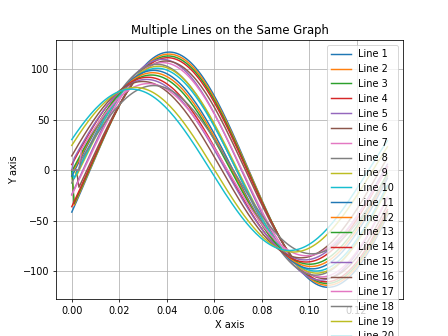 Multiple Lines on the Same Graph
Y axis
100
50
0
−50
−100
0.00
0.02
0.04
0.06
0.08
0.10
X axis
Line 1
Line 2
Line 3
Line 4
Line 5
Line 6
Line 7
Line 8
Line 9
Line 10
Line 11
Line 12
Line 13
Line 14
Line 15
Line 16
Line 17
Line 18
Line 19
Line 20